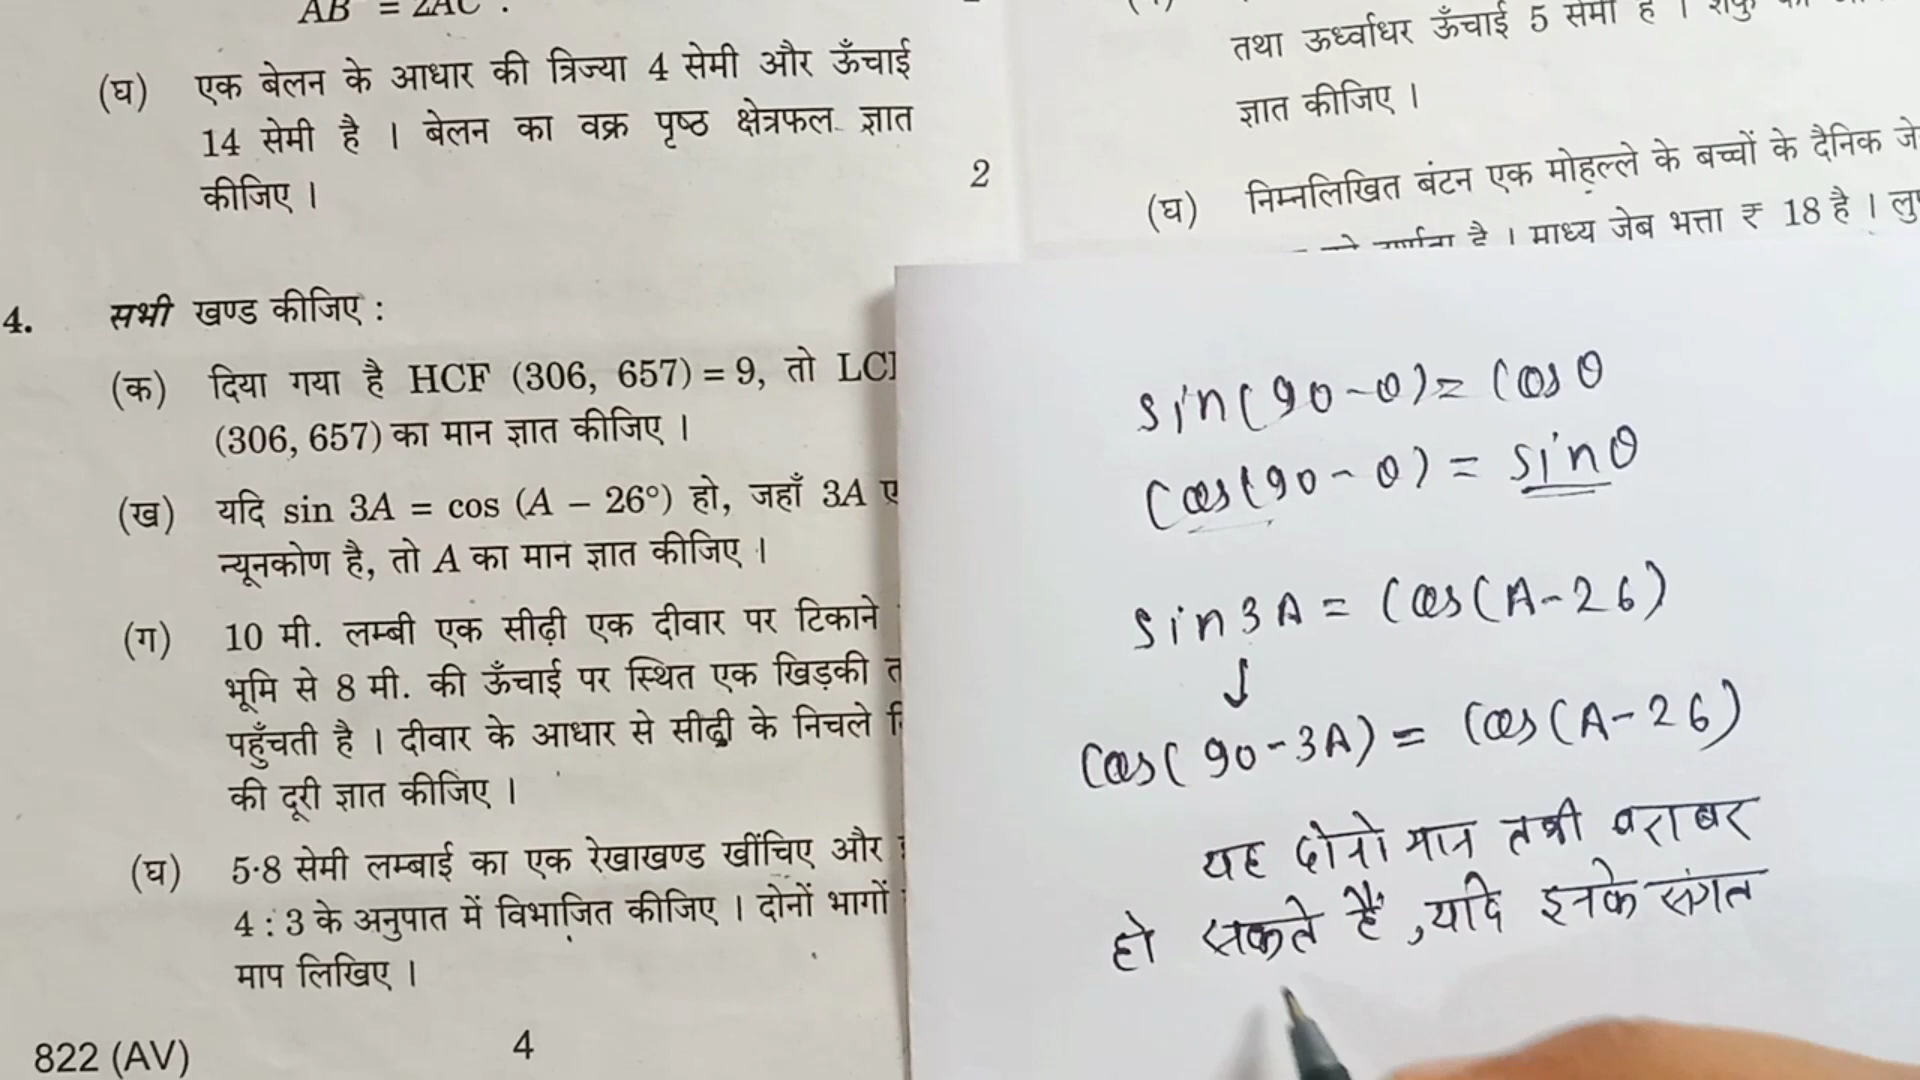 AB = 2AC .
(घ) एक बेलन के आधार की त्रिज्या 4 सेमी और ऊँचाई
14 सेमी है । बेलन का वक्र पृष्ठ क्षेत्रफल ज्ञात
कीजिए ।
2
4. सभी खण्ड कीजिए :
(क) दिया गया है HCF (306, 657) = 9, तो
(306, 657) का मान ज्ञात कीजिए ।
(ख) यदि sin 3A = cos (A – 26°) हो, जहाँ 3A
न्यूनकोण है, तो A का मान ज्ञात कीजिए ।
(ग) 10 मी. लम्बी एक सीढ़ी एक दीवार पर टिकाने
भूमि से 8 मी. की ऊँचाई पर स्थित एक खिड़की
पहुँचती है । दीवार के आधार से सीढ़ी के निचले
की दूरी ज्ञात कीजिए ।
(घ) 5·8 सेमी लम्बाई का एक रेखाखण्ड खींचिए और
4 : 3 के अनुपात में विभाजित कीजिए । दोनों भागों
माप लिखिए ।
822 (AV)
4
तथा ऊर्ध्वाधर ऊँचाई 5 सेमी है ।
ज्ञात कीजिए ।
(घ) निम्नलिखित बंटन एक मोहल्ले के बच्चों के दैनिक
है । माध्य जेब भत्ता ₹ 18 है ।
sin(90-θ) = cosθ
cos(90-θ) = sinθ
sin3A = cos(A-26)
↓
cos(90-3A) = cos(A-26)
यह दोनो मान तभी बराबर
हो सकते हैं, यदि इनके संगत